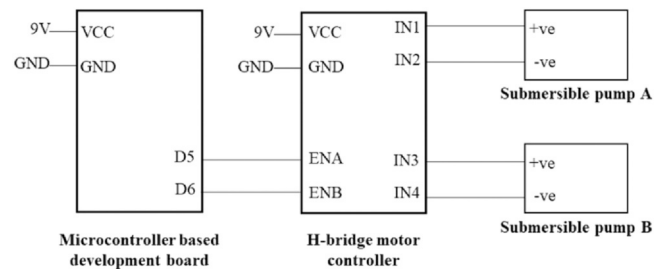 9V
VCC
GND
GND
D5
D6
Microcontroller based
development board
9V
VCC
GND
GND
ENA
ENB
IN1
IN2
IN3
IN4
H-bridge motor
controller
+ve
-ve
Submersible pump A
+ve
-ve
Submersible pump B